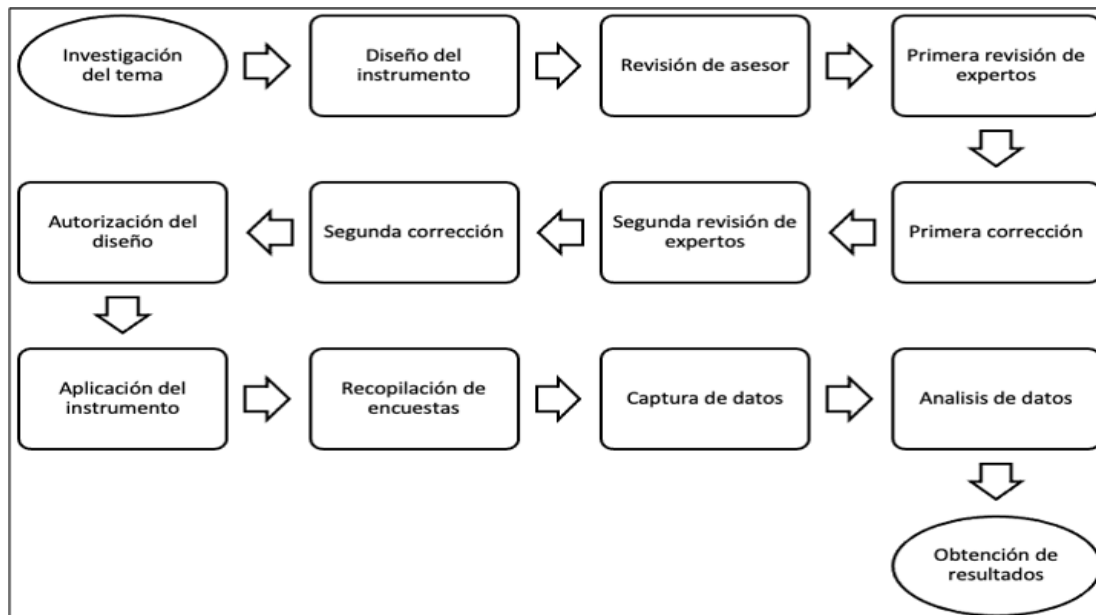 Investigación
del tema
Diseño del
instrumento
Revisión de asesor
Primera revisión de
expertos
Primera corrección
Segunda revisión de
expertos
Segunda corrección
Autorización del
diseño
Aplicación del
instrumento
Recopilación de
encuestas
Captura de datos
Analisis de datos
Obtención de
resultados